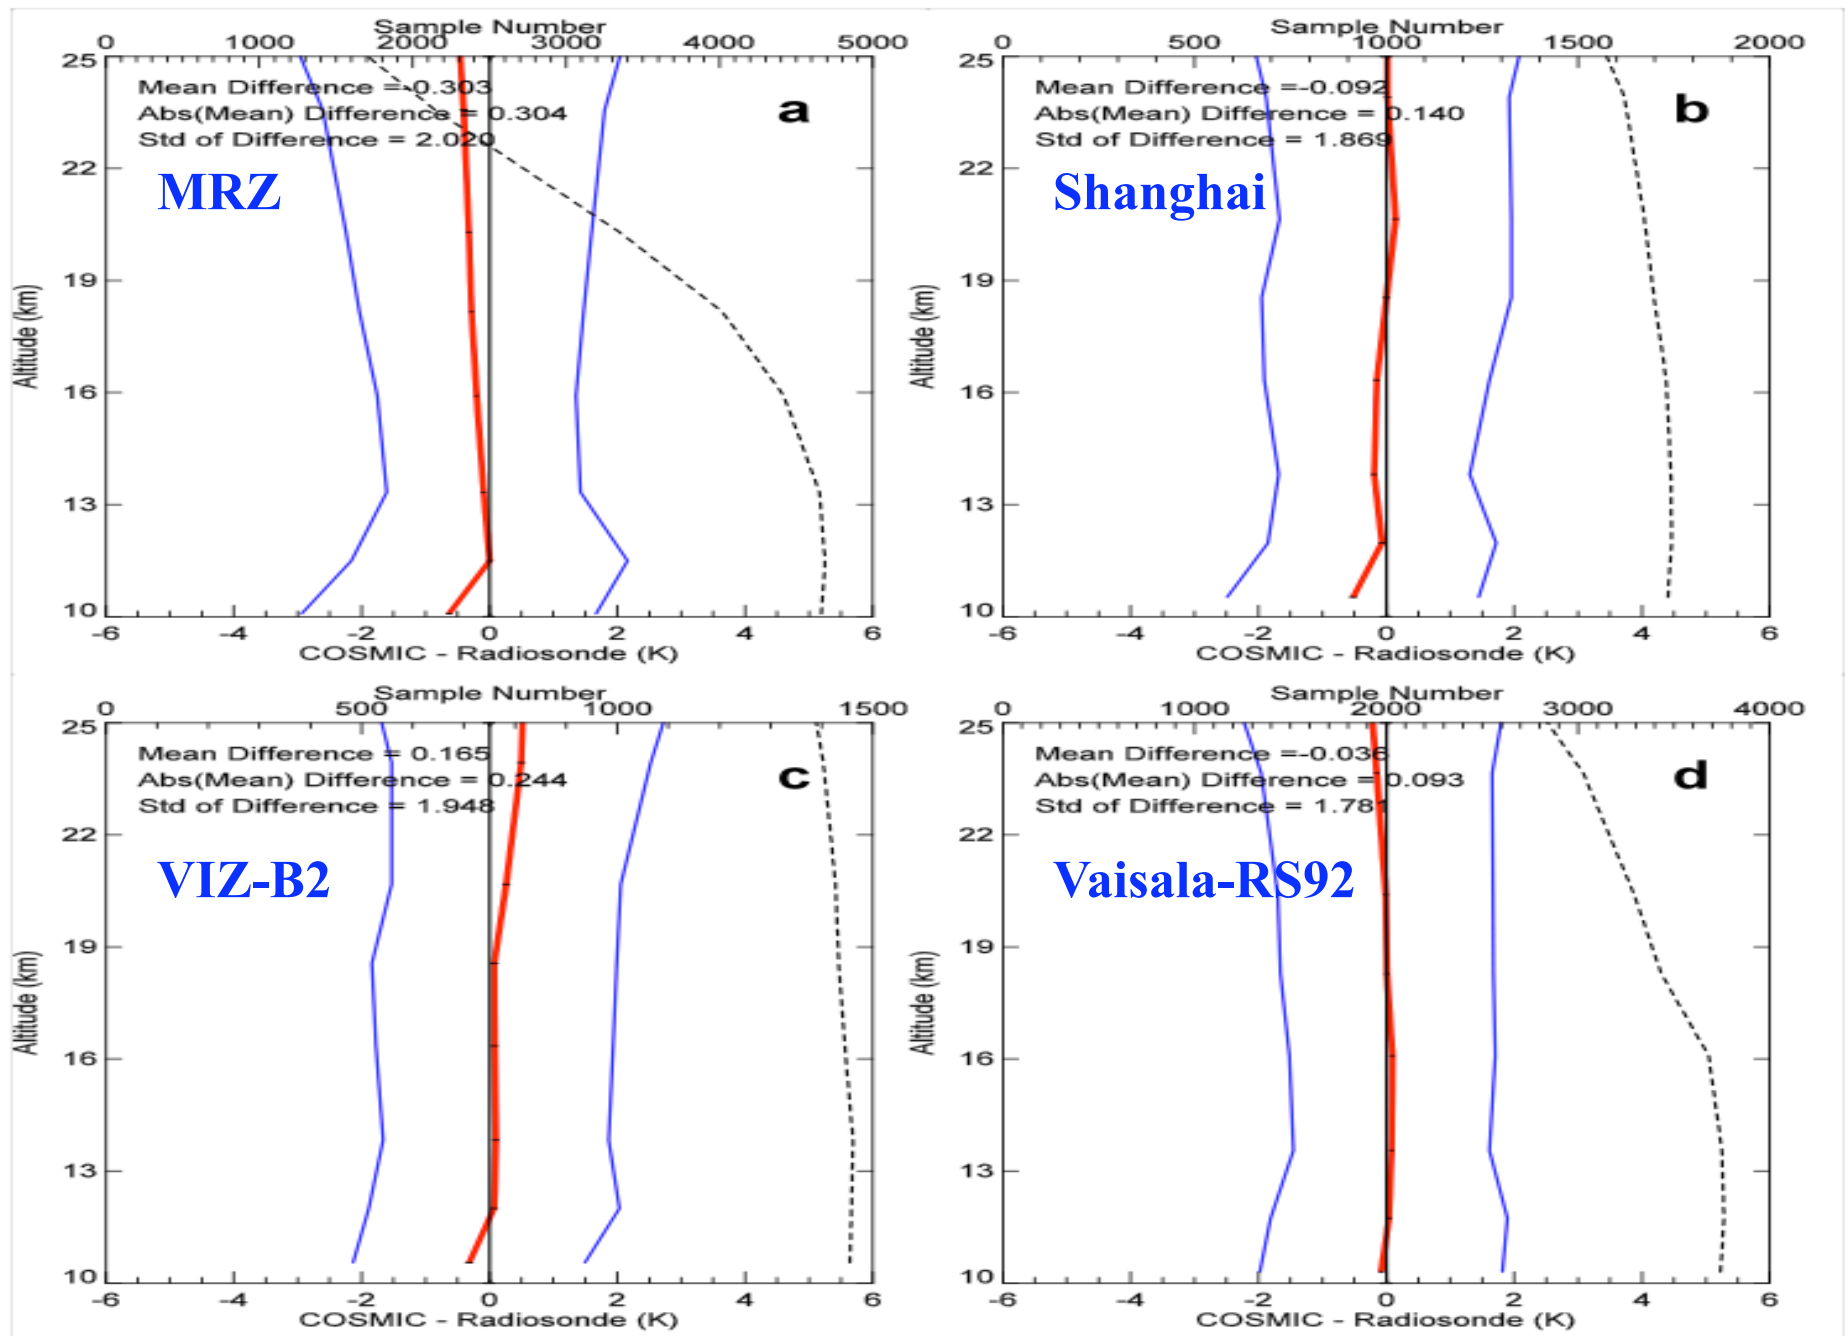 Sample Number
0 1000 2000 3000 4000 5000
25
Mean Difference =-0.303
Abs(Mean) Difference = 0.304
Std of Difference = 2.020
a
MRZ
22
19
16
13
10
Altitude (km)
-6 -4 -2 0 2 4 6
COSMIC - Radiosonde (K)
Sample Number
0 500 1000 1500 2000
25
Mean Difference =-0.092
Abs(Mean) Difference = 0.140
Std of Difference = 1.869
b
Shanghai
22
19
16
13
10
Altitude (km)
-6 -4 -2 0 2 4 6
COSMIC - Radiosonde (K)
Sample Number
0 500 1000 1500
25
Mean Difference = 0.165
Abs(Mean) Difference = 0.244
Std of Difference = 1.948
c
VIZ-B2
22
19
16
13
10
Altitude (km)
-6 -4 -2 0 2 4 6
COSMIC - Radiosonde (K)
Sample Number
0 1000 2000 3000 4000
25
Mean Difference =-0.036
Abs(Mean) Difference = 0.093
Std of Difference = 1.781
d
Vaisala-RS92
22
19
16
13
10
Altitude (km)
-6 -4 -2 0 2 4 6
COSMIC - Radiosonde (K)